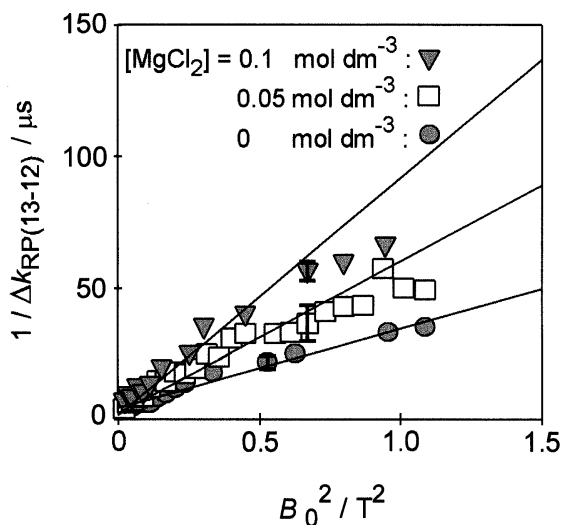 150
[MgCl₂] = 0.1 mol dm⁻³ :
0.05 mol dm⁻³ :
0 mol dm⁻³ :
100
50
0
1 / ΔkRP(13-12) / μs
0 0.5 1.0 1.5
B₀² / T²